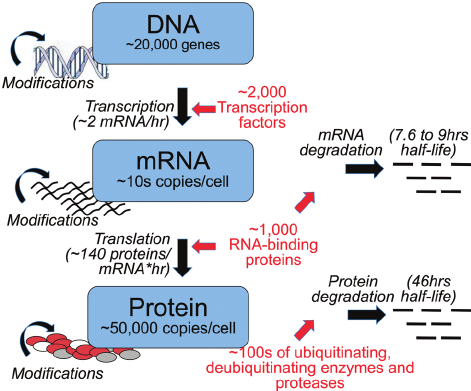 DNA
~20,000 genes
Modifications
Transcription
(~2 mRNA/hr)
~2,000
Transcription
factors
mRNA
~10s copies/cell
Modifications
mRNA
degradation
(7.6 to 9hrs
half-life)
Translation
(~140 proteins/
mRNA*hr)
~1,000
RNA-binding
proteins
Protein
~50,000 copies/cell
Modifications
Protein
degradation
(46hrs
half-life)
~100s of ubiquitinating,
deubiquitinating enzymes and
proteases